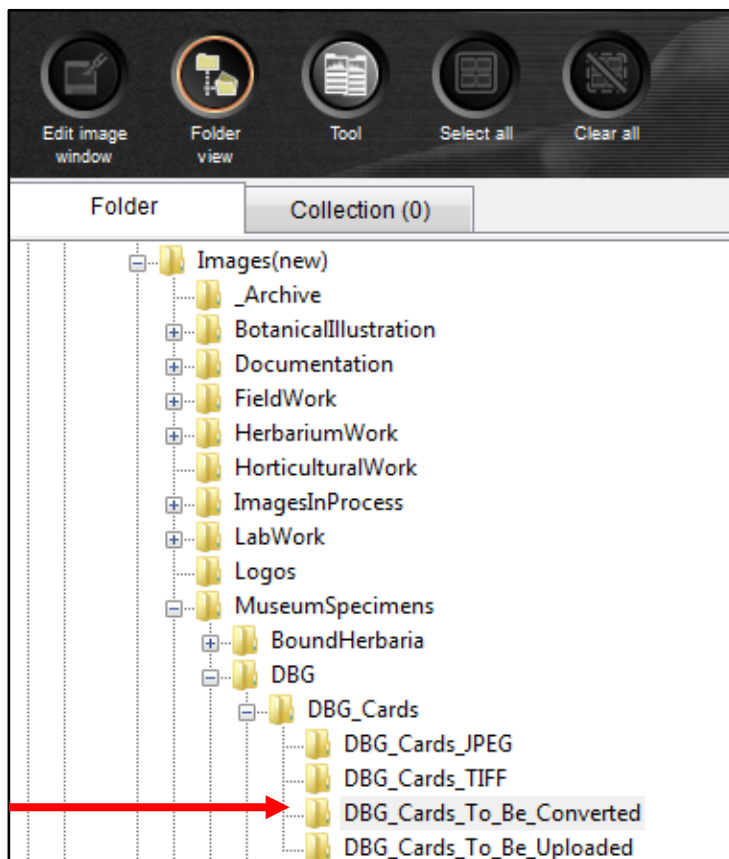 Edit image
window
Folder
view
Tool
Select all
Clear all
Folder
Collection (0)
Images(new)
_Archive
BotanicalIllustration
Documentation
FieldWork
HerbariumWork
HorticulturalWork
ImagesInProcess
LabWork
Logos
MuseumSpecimens
BoundHerbaria
DBG
DBG_Cards
DBG_Cards_JPEG
DBG_Cards_TIFF
DBG_Cards_To_Be_Converted
DBG_Cards_To_Be_Uploaded